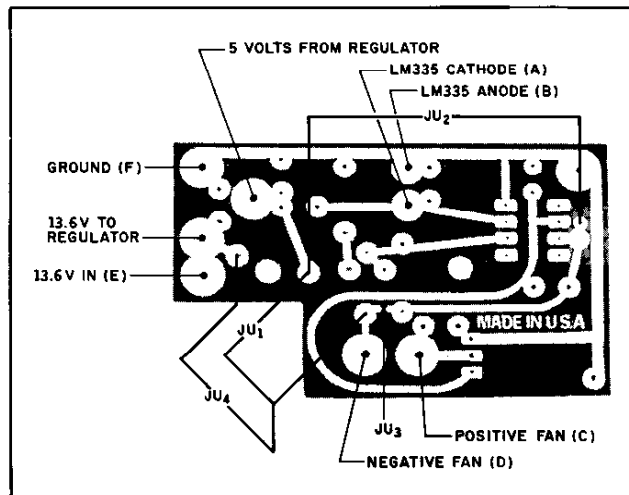 5 VOLTS FROM REGULATOR
LM335 CATHODE (A)
LM335 ANODE (B)
JU2
GROUND (F)
13.6V TO
REGULATOR
13.6V IN (E)
JU1
MADE IN U.S.A
JU4
JU3
POSITIVE FAN (C)
NEGATIVE FAN (D)